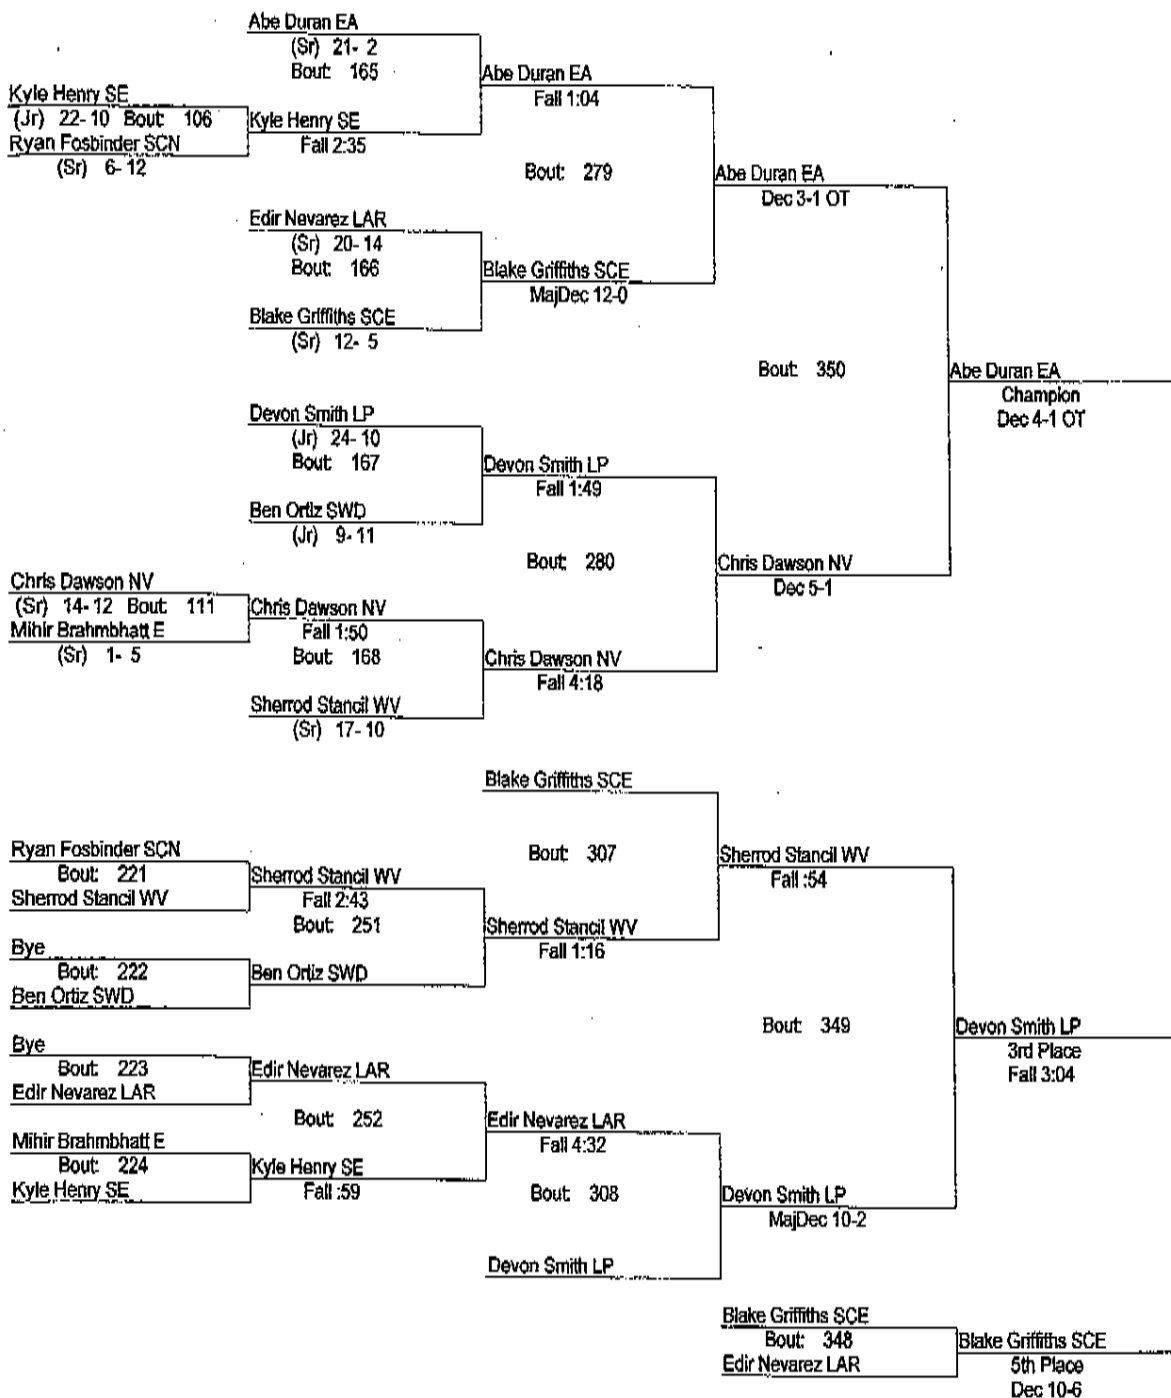 Abe Duran EA
(Sr) 21- 2
Bout: 165
Abe Duran EA
Fall 1:04
Kyle Henry SE
(Jr) 22- 10 Bout: 106
Ryan Fosbinder SCN
(Sr) 6- 12
Kyle Henry SE
Fall 2:35
Bout: 279
Abe Duran EA
Dec 3-1 OT
Edir Nevarez LAR
(Sr) 20- 14
Bout: 166
Blake Griffiths SCE
MajDec 12-0
Blake Griffiths SCE
(Sr) 12- 5
Bout: 350
Abe Duran EA
Champion
Dec 4-1 OT
Devon Smith LP
(Jr) 24- 10
Bout: 167
Devon Smith LP
Fall 1:49
Ben Ortiz SWD
(Jr) 9- 11
Bout: 280
Chris Dawson NV
Dec 5-1
Chris Dawson NV
(Sr) 14- 12 Bout: 111
Mihir Brahmbhatt E
(Sr) 1- 5
Chris Dawson NV
Fall 1:50
Bout: 168
Chris Dawson NV
Fall 4:18
Sherrod Stancil WV
(Sr) 17- 10
Blake Griffiths SCE
Bout: 307
Sherrod Stancil WV
Fall :54
Ryan Fosbinder SCN
Bout: 221
Sherrod Stancil WV
Sherrod Stancil WV
Fall 2:43
Bout: 251
Sherrod Stancil WV
Fall 1:16
Bye
Bout: 222
Ben Ortiz SWD
Ben Ortiz SWD
Bout: 349
Devon Smith LP
3rd Place
Fall 3:04
Bye
Bout: 223
Edir Nevarez LAR
Edir Nevarez LAR
Bout: 252
Edir Nevarez LAR
Fall 4:32
Mihir Brahmbhatt E
Bout: 224
Kyle Henry SE
Kyle Henry SE
Fall :59
Bout: 308
Devon Smith LP
MajDec 10-2
Devon Smith LP
Blake Griffiths SCE
Bout: 348
Edir Nevarez LAR
Blake Griffiths SCE
5th Place
Dec 10-6